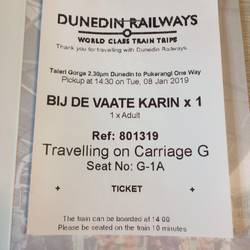 DUNEDIN RAILWAYS
WORLD CLASS TRAIN TRIPS
Thank you for travelling with Dunedin Railways.
Taieri Gorge 2.30pm Dunedin to Pukerangi One Way
Pickup at 14:30 on Tue, 08 Jan 2019
BIJ DE VAATE KARIN x 1
1 x Adult
Ref: 801319
Travelling on Carriage G
Seat No: G-1A
+ TICKET +
The train can be boarded at 14:00
Please be seated on the train 10 minutes